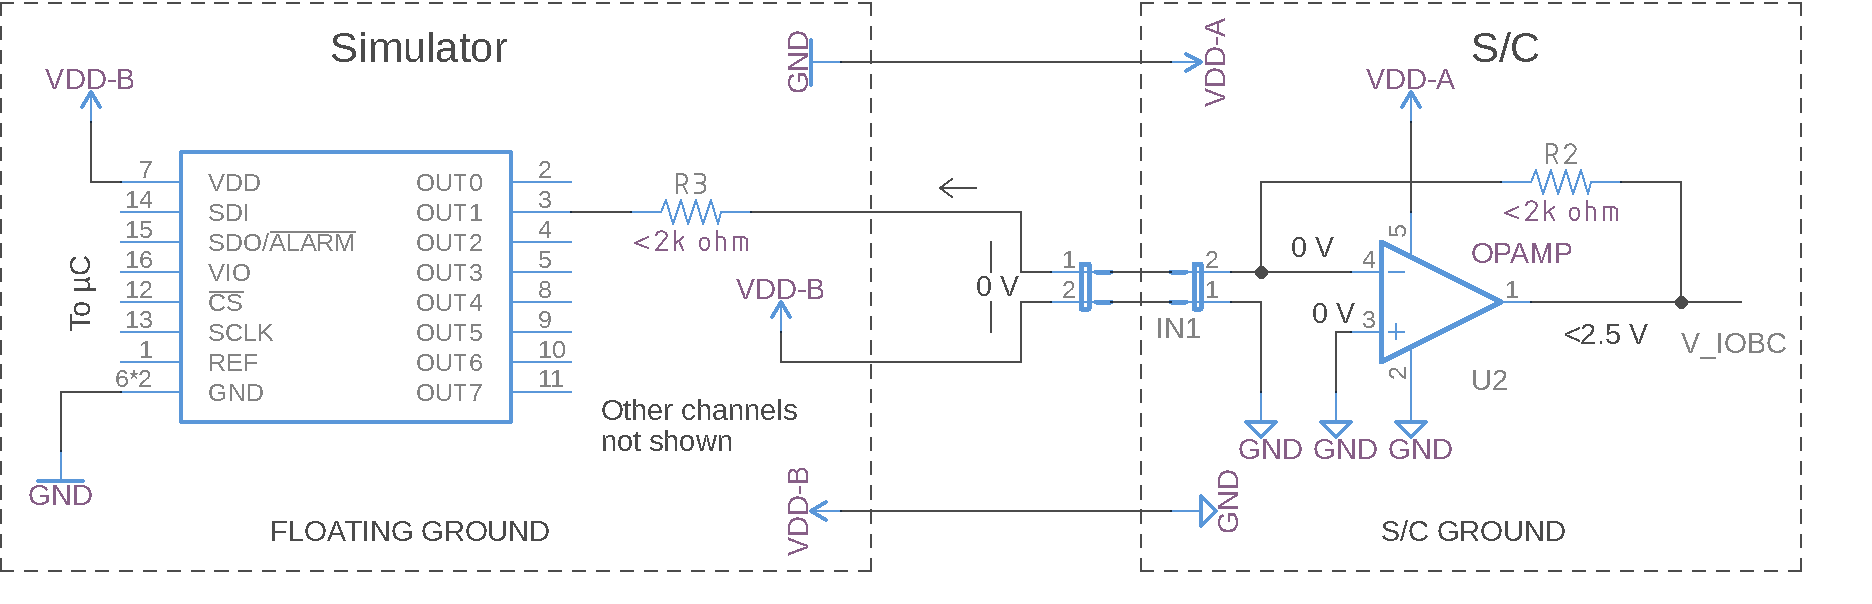 Simulator
S/C
VDD-B
GND
VDD-A
VDD-A
7 VDD OUT0 2
14 SDI OUT1 3
15 SDO/ALARM OUT2 4
16 VIO OUT3 5
12 CS OUT4 8
13 SCLK OUT5 9
1 REF OUT6 10
6*2 GND OUT7 11
To µC
GND
R3
<2k ohm
VDD-B
0 V
1
2
2
1
IN1
R2
<2k ohm
0 V
0 V
4
3
5
2
1
OPAMP
U2
<2.5 V
V_IOBC
GND
GND
GND
Other channels
not shown
VDD-B
GND
FLOATING GROUND
S/C GROUND